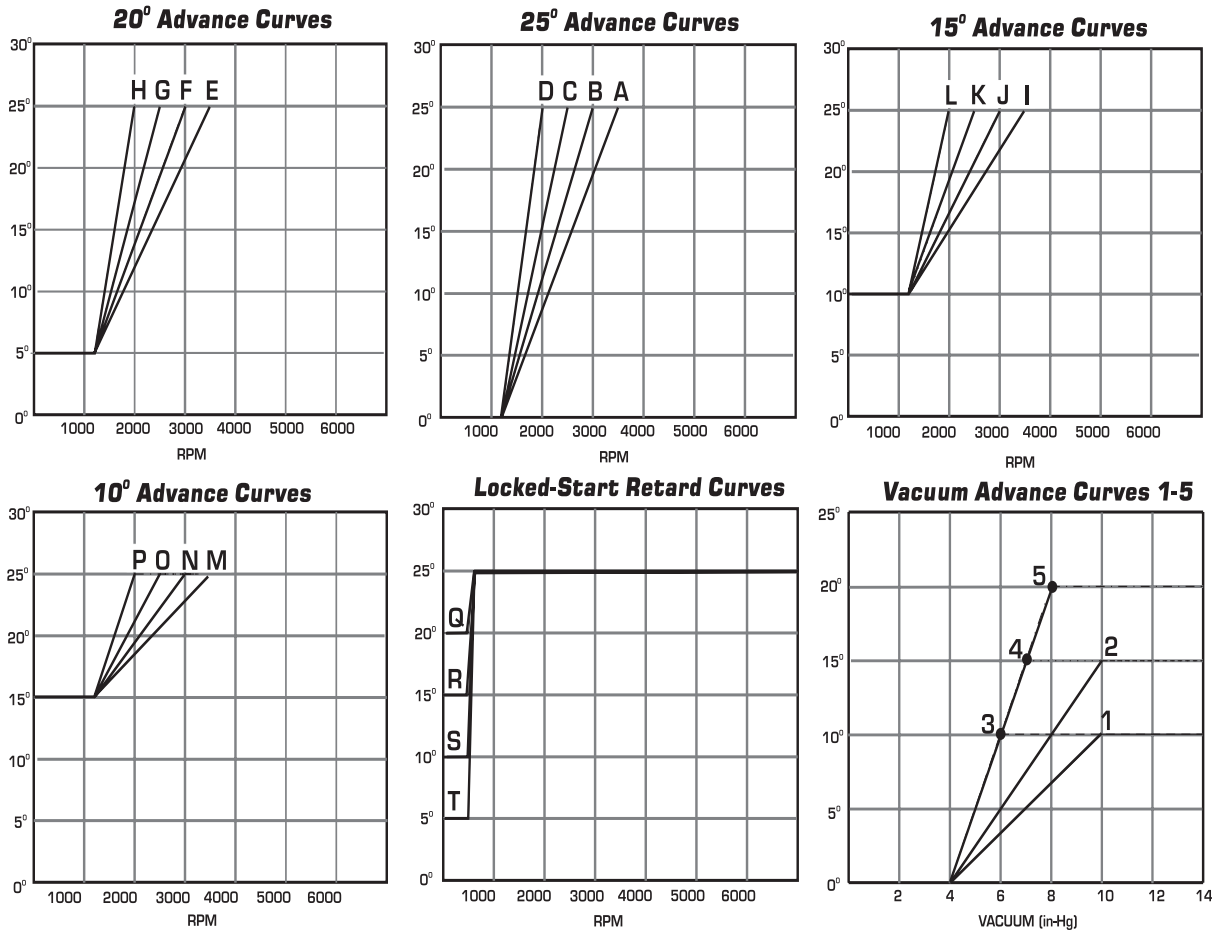 20° Advance Curves
30°
25°
20°
15°
10°
5°
0°
H G F E
1000 2000 3000 4000 5000 6000
RPM
25° Advance Curves
30°
25°
20°
15°
10°
5°
0°
D C B A
1000 2000 3000 4000 5000 6000
RPM
15° Advance Curves
30°
25°
20°
15°
10°
5°
0°
L K J I
1000 2000 3000 4000 5000 6000
RPM
10° Advance Curves
30°
25°
20°
15°
10°
5°
0°
P O N M
1000 2000 3000 4000 5000 6000
RPM
Locked-Start Retard Curves
30°
25°
20°
15°
10°
5°
0°
Q
R
S
T
1000 2000 3000 4000 5000 6000
RPM
Vacuum Advance Curves 1-5
25°
20°
15°
10°
5°
0°
5
4
2
3
1
2 4 6 8 10 12 14
VACUUM (in-Hg)